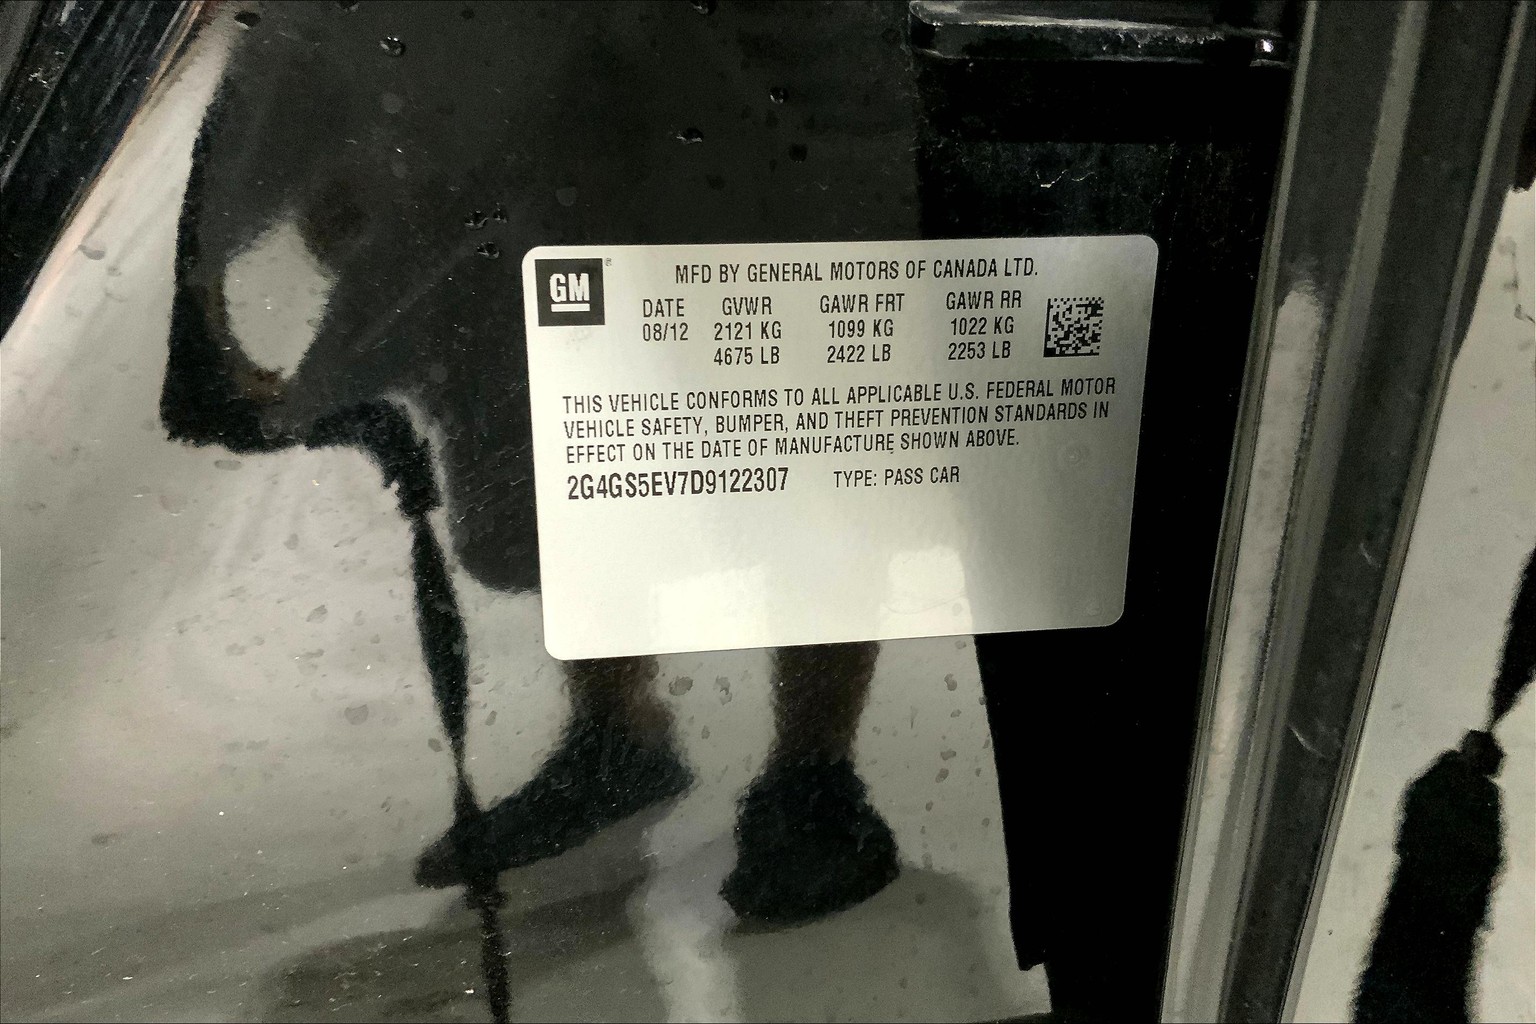 GM ®
MFD BY GENERAL MOTORS OF CANADA LTD.
DATE GVWR GAWR FRT GAWR RR
08/12 2121 KG 1099 KG 1022 KG
4675 LB 2422 LB 2253 LB
THIS VEHICLE CONFORMS TO ALL APPLICABLE U.S. FEDERAL MOTOR
VEHICLE SAFETY, BUMPER, AND THEFT PREVENTION STANDARDS IN
EFFECT ON THE DATE OF MANUFACTURE SHOWN ABOVE.
2G4GS5EV7D9122307 TYPE: PASS CAR